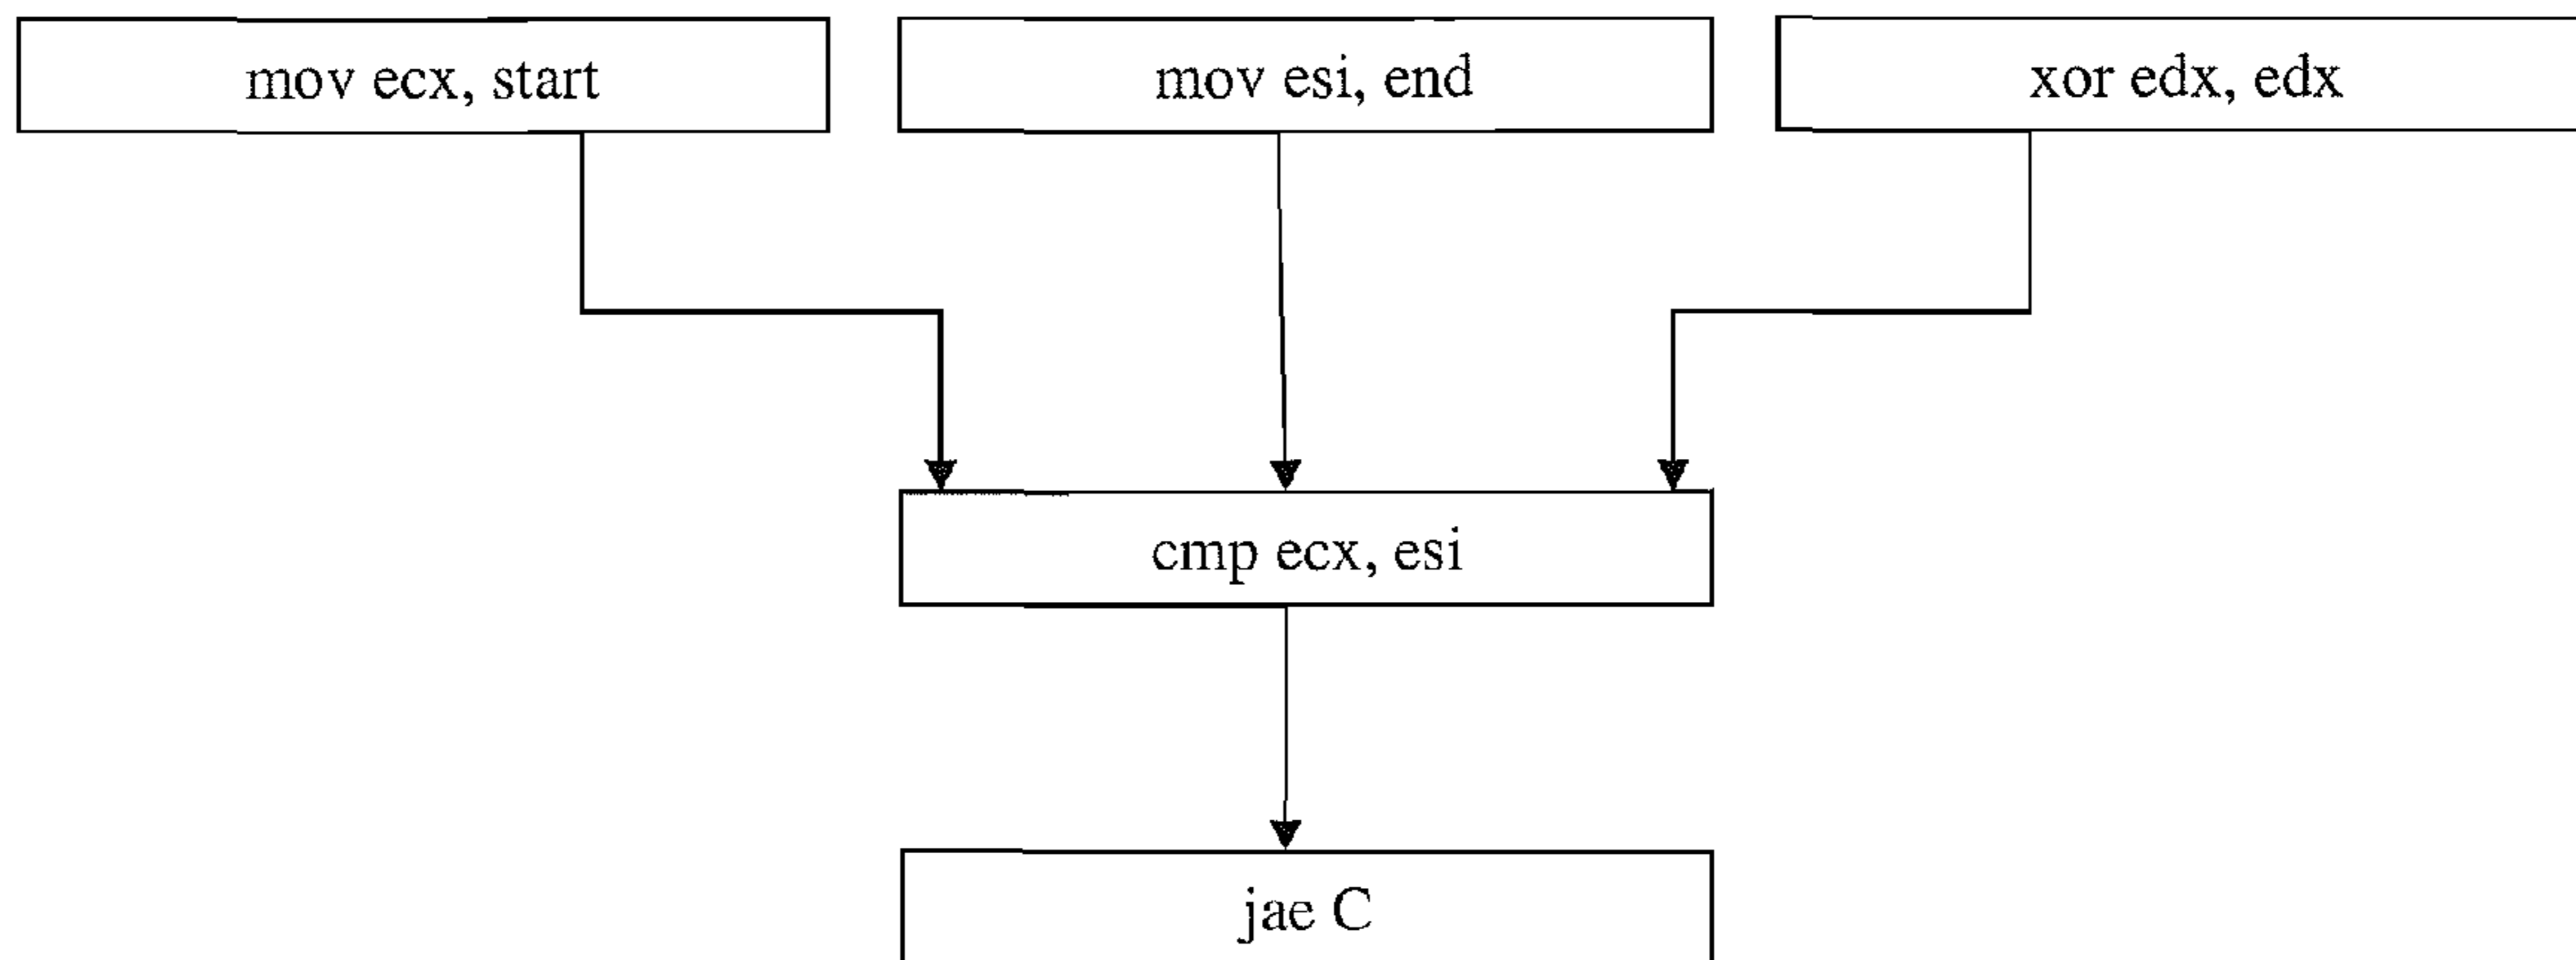 mov ecx, start
mov esi, end
xor edx, edx
cmp ecx, esi
jae C